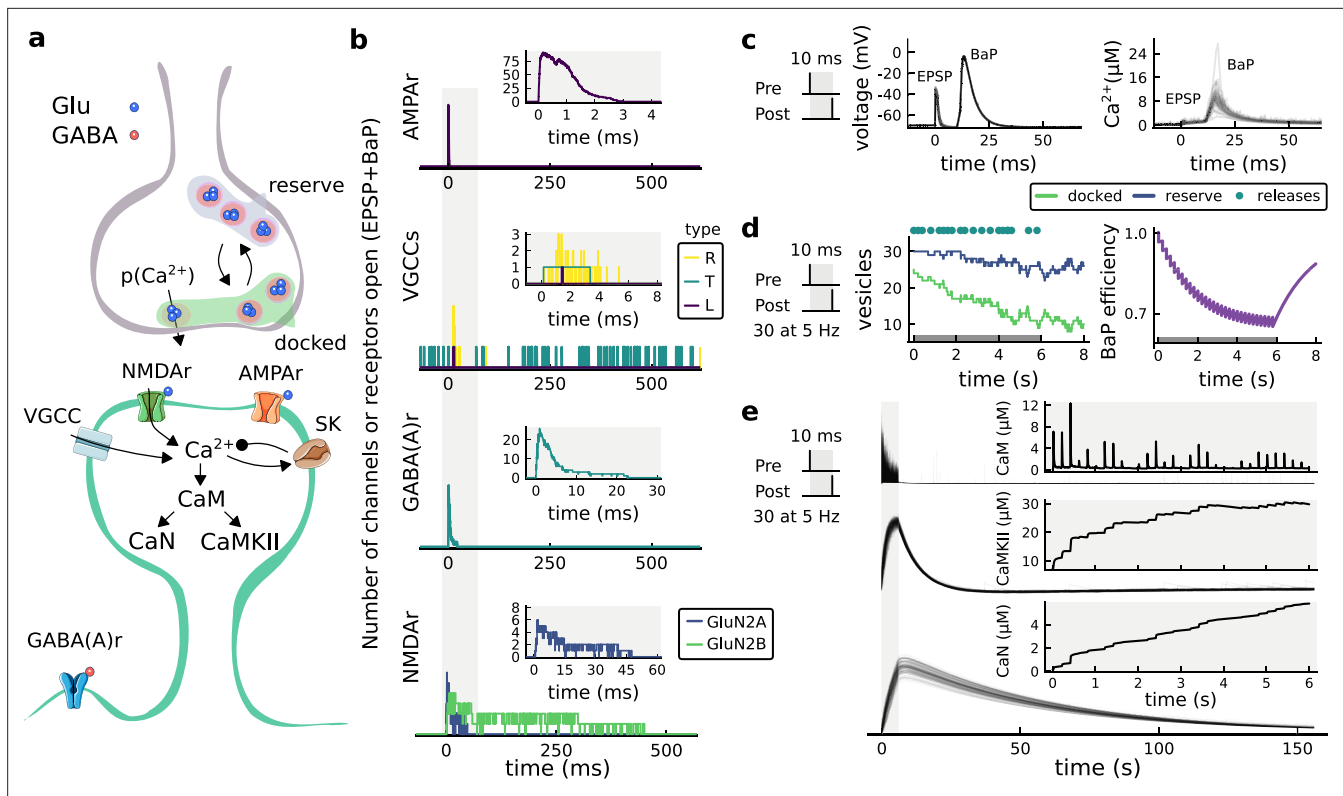 a
Glu
GABA
reserve
p(Ca²⁺)
docked
NMDAr
AMPAr
VGCC
SK
Ca²⁺
CaM
CaN
CaMKII
GABA(A)r
b
Number of channels or receptors open (EPSP+BaP)
AMPAr
75
50
25
0
0 1 2 3 4
time (ms)
0 250 500
VGCCs
3
2
1
0
0 2 4 6 8
time (ms)
type
R
T
L
0 250 500
GABA(A)r
20
10
0
0 10 20 30
time (ms)
0 250 500
NMDAr
8
6
4
2
0
0 15 30 45 60
time (ms)
GluN2A
GluN2B
0 250 500
time (ms)
c
10 ms
Pre
Post
voltage (mV)
0
-20
-40
-60
EPSP
BaP
0 25 50
time (ms)
Ca²⁺(μM)
24
16
8
0
EPSP
BaP
0 20 40 60
time (ms)
docked reserve releases
d
10 ms
Pre
Post
30 at 5 Hz
vesicles
30
20
10
0 2 4 6 8
time (s)
BaP efficiency
1.0
0.7
0 2 4 6 8
time (s)
e
10 ms
Pre
Post
30 at 5 Hz
CaM (μM)
12
8
4
0
CaMKII (μM)
30
20
10
CaN (μM)
4
2
0
0 1 2 3 4 5 6
time (s)
0 50 100 150
time (s)